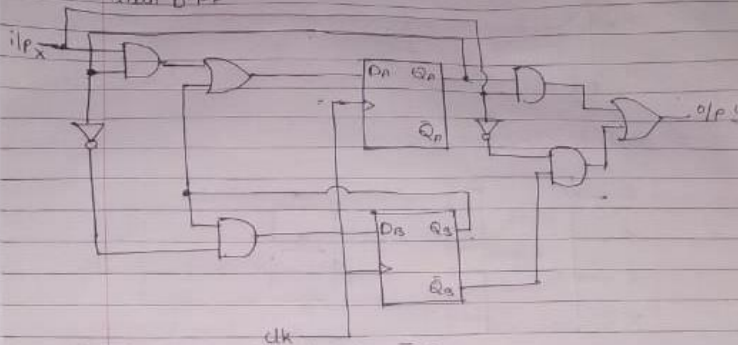 i/p x
DA QA
Q̄A
o/p y
DB QB
Q̄B
clk